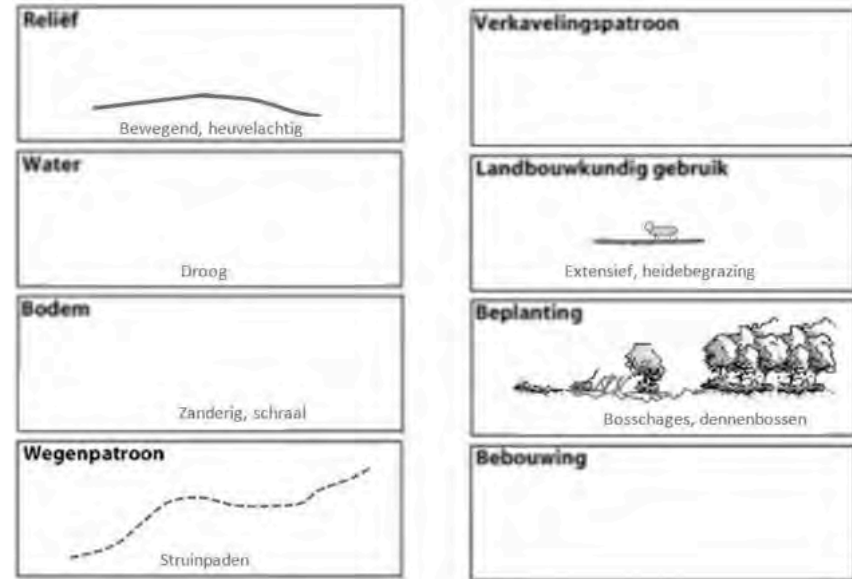 Reliëf
Bewegend, heuvelachtig
Water
Droog
Bodem
Zanderig, schraal
Wegenpatroon
Struinpaden
Verkavelingspatroon
Landbouwkundig gebruik
Extensief, heidebegrazing
Beplanting
Bosschages, dennenbossen
Bebouwing